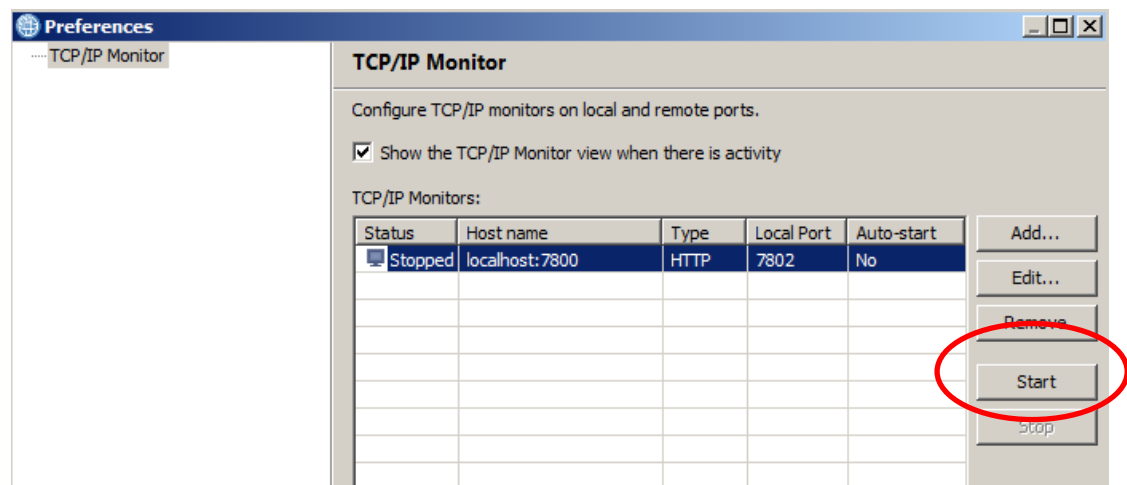 Preferences
TCP/IP Monitor
TCP/IP Monitor
Configure TCP/IP monitors on local and remote ports.
Show the TCP/IP Monitor view when there is activity
TCP/IP Monitors:
Status Host name Type Local Port Auto-start
Stopped localhost:7800 HTTP 7802 No
Add...
Edit...
Remove
Start
Stop